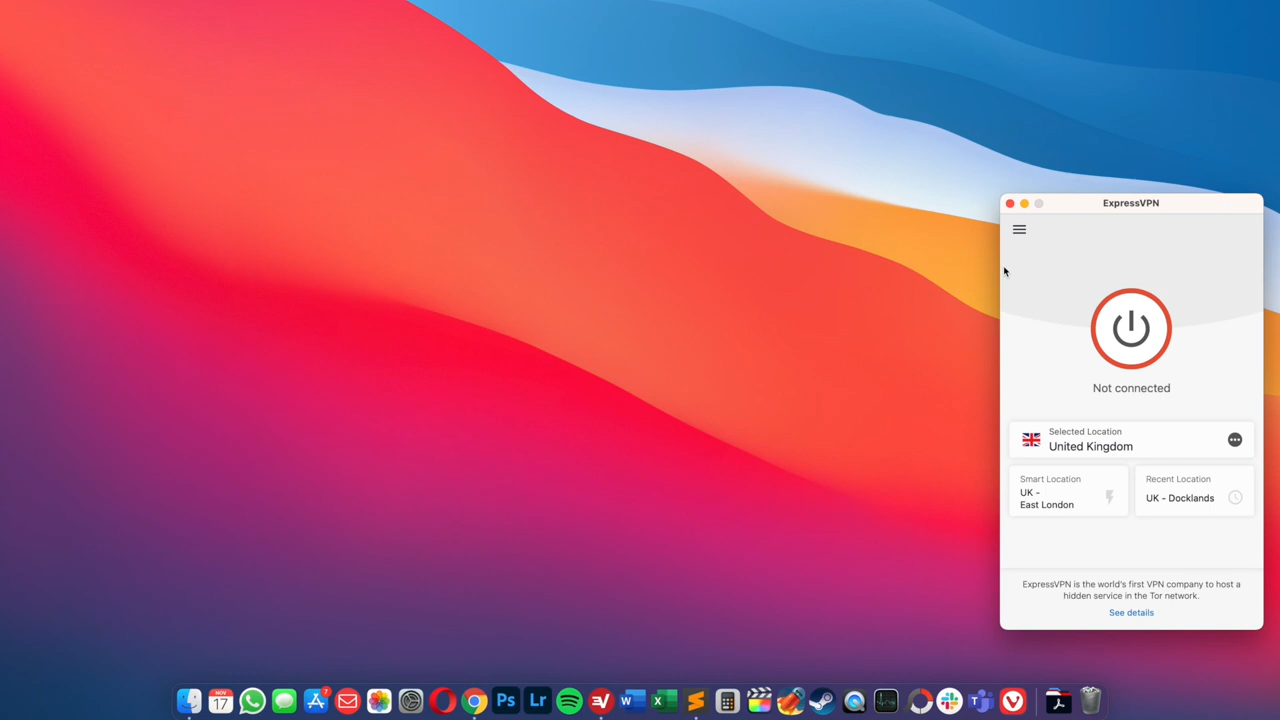 ExpressVPN
Not connected
Selected Location
United Kingdom
Smart Location
UK -
East London
Recent Location
UK - Docklands
ExpressVPN is the world's first VPN company to host a
hidden service in the Tor network.
See details
7
NOV
17
Ps
Lr